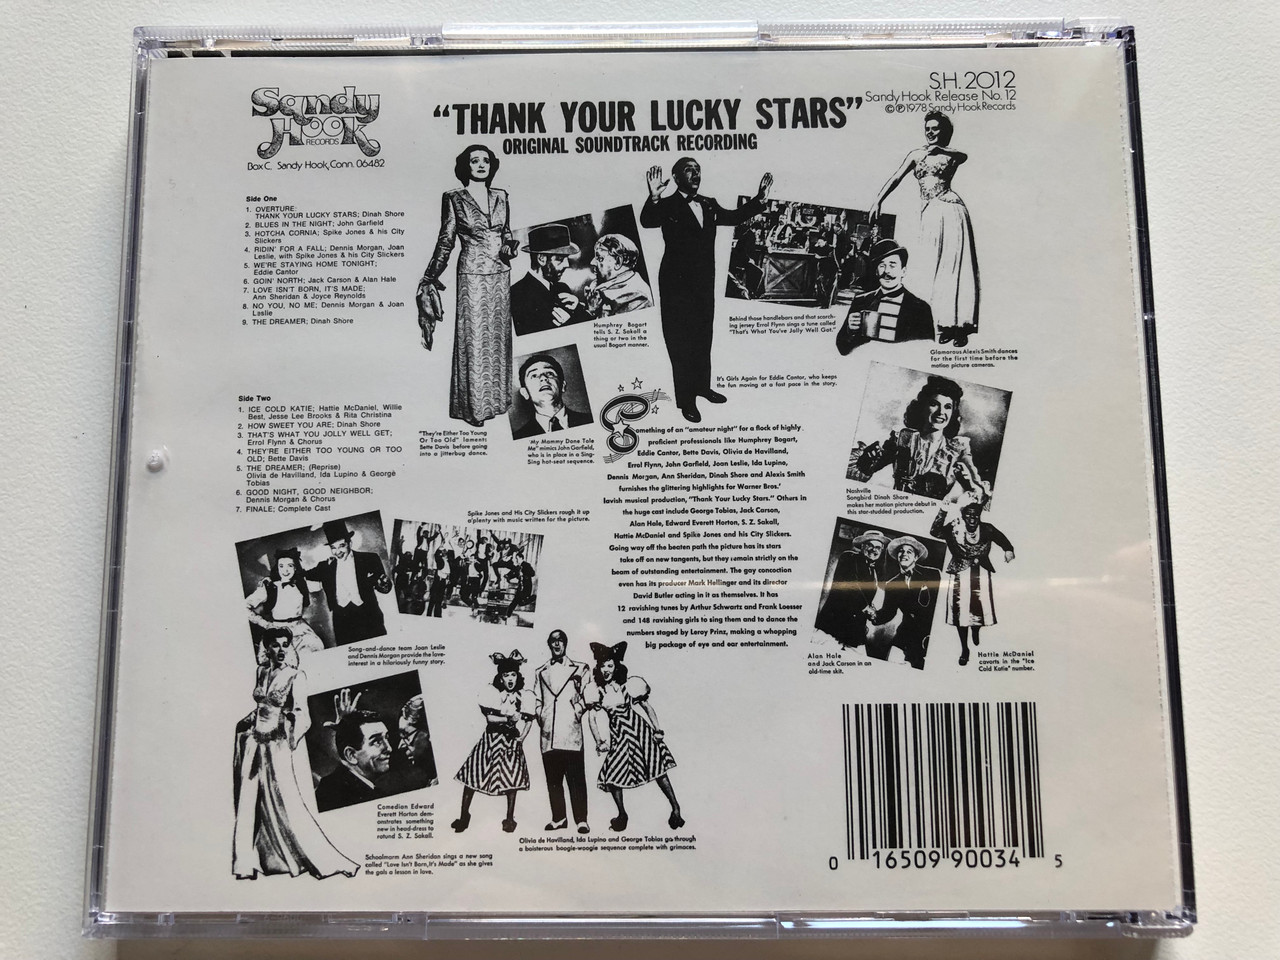 Sandy
Hook
RECORDS
Box C. Sandy Hook, Conn. 06482
"THANK YOUR LUCKY STARS"
ORIGINAL SOUNDTRACK RECORDING
S.H. 2012
Sandy Hook Release No. 12
©℗1978 Sandy Hook Records
Side One
1. OVERTURE:
THANK YOUR LUCKY STARS; Dinah Shore
2. BLUES IN THE NIGHT; John Garfield
3. HOTCHA CORNIA; Spike Jones & his City
Slickers
4. RIDIN' FOR A FALL; Dennis Morgan, Joan
Leslie, with Spike Jones & his City Slickers
5. WE'RE STAYING HOME TONIGHT;
Eddie Cantor
6. GOIN' NORTH; Jack Carson & Alan Hale
7. LOVE ISN'T BORN, IT'S MADE;
Ann Sheridan & Joyce Reynolds
8. NO YOU, NO ME; Dennis Morgan & Joan
Leslie
9. THE DREAMER; Dinah Shore
Side Two
1. ICE COLD KATIE; Hattie McDaniel, Willie
Best, Jesse Lee Brooks & Rita Christina
2. HOW SWEET YOU ARE; Dinah Shore
3. THAT'S WHAT YOU JOLLY WELL GET;
Errol Flynn & Chorus
4. THEY'RE EITHER TOO YOUNG OR TOO
OLD; Bette Davis
5. THE DREAMER; (Reprise)
Olivia de Havilland, Ida Lupino & George
Tobias
6. GOOD NIGHT, GOOD NEIGHBOR;
Dennis Morgan & Chorus
7. FINALE; Complete Cast
Humphrey Bogart
tells S. Z. Sakall a
thing or two in the
usual Bogart manner.
Behind those handlebars and that scorch-
ing jersey Errol Flynn sings a tune called
"That's What You've Jolly Well Got."
Glamorous Alexis Smith dances
for the first time before the
motion picture cameras.
It's Girls Again for Eddie Cantor, who keeps
the fun moving at a fast pace in the story.
"They're Either Too Young
Or Too Old" laments
Bette Davis before going
into a jitterbug dance.
'My Mammy Done Tole
Me" mimics John Garfield,
who is in place in a Sing-
Sing hot-seat sequence.
Something of an "amateur night" for a flock of highly
proficient professionals like Humphrey Bogart,
Eddie Cantor, Bette Davis, Olivia de Havilland,
Errol Flynn, John Garfield, Joan Leslie, Ida Lupino,
Dennis Morgan, Ann Sheridan, Dinah Shore and Alexis Smith
furnishes the glittering highlights for Warner Bros.'
lavish musical production, "Thank Your Lucky Stars." Others in
the huge cast include George Tobias, Jack Carson,
Alan Hale, Edward Everett Horton, S. Z. Sakall,
Hattie McDaniel and Spike Jones and his City Slickers.
Going way off the beaten path the picture has its stars
take off on new tangents, but they remain strictly on the
beam of outstanding entertainment. The gay concoction
even has its producer Mark Hellinger and its director
David Butler acting in it as themselves. It has
12 ravishing tunes by Arthur Schwartz and Frank Loesser
and 148 ravishing girls to sing them and to dance the
numbers staged by Leroy Prinz, making a whopping
big package of eye and ear entertainment.
Nashville
Songbird Dinah Shore
makes her motion picture debut in
this star-studded production.
Spike Jones and His City Slickers rough it up
a'plenty with music written for the picture.
Song-and-dance team Joan Leslie
and Dennis Morgan provide the love-
interest in a hilariously funny story.
Alan Hale
and Jack Carson in an
old-time skit.
Hattie McDaniel
cavorts in the "Ice
Cold Katie" number.
Comedian Edward
Everett Horton dem-
onstrates something
new in head-dress to
rotund S. Z. Sakall.
Olivia de Havilland, Ida Lupino and George Tobias go through
a boisterous boogie-woogie sequence complete with grimaces.
Schoolmarm Ann Sheridan sings a new song
called "Love Isn't Born, It's Made" as she gives
the gals a lesson in love.
0 16509 90034 5